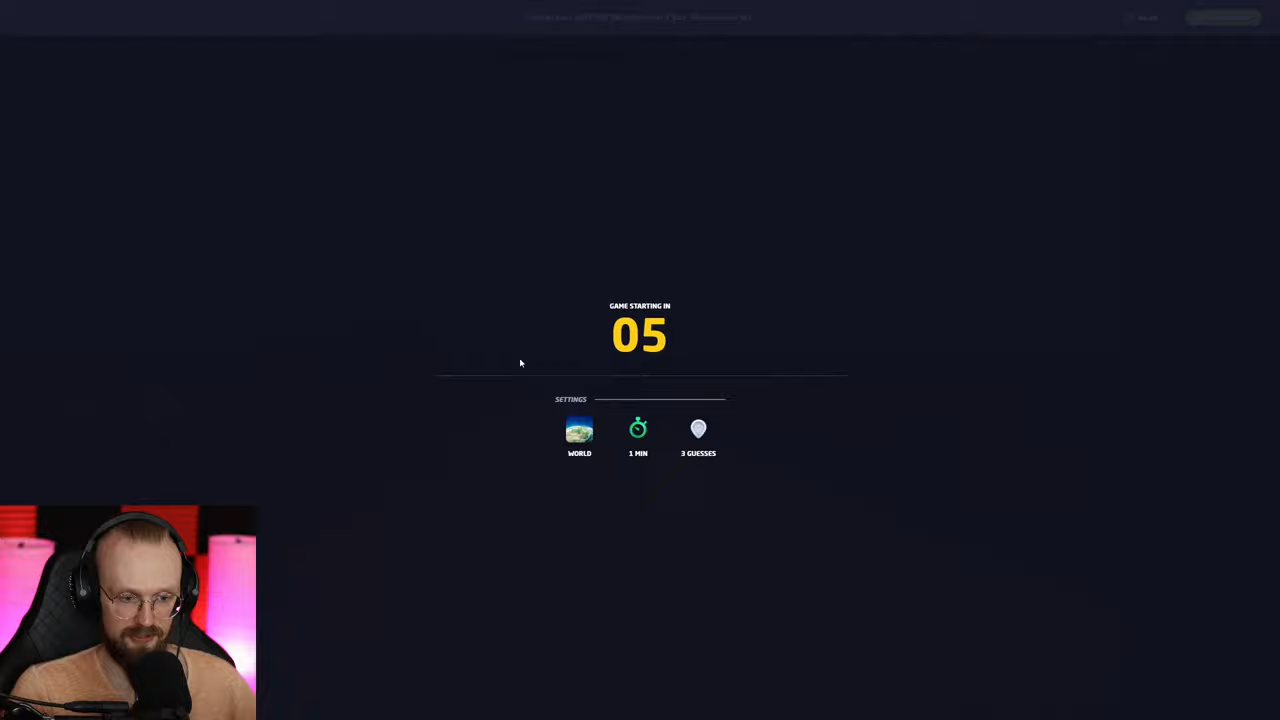 GAME STARTING IN
05
SETTINGS
WORLD
1 MIN
3 GUESSES